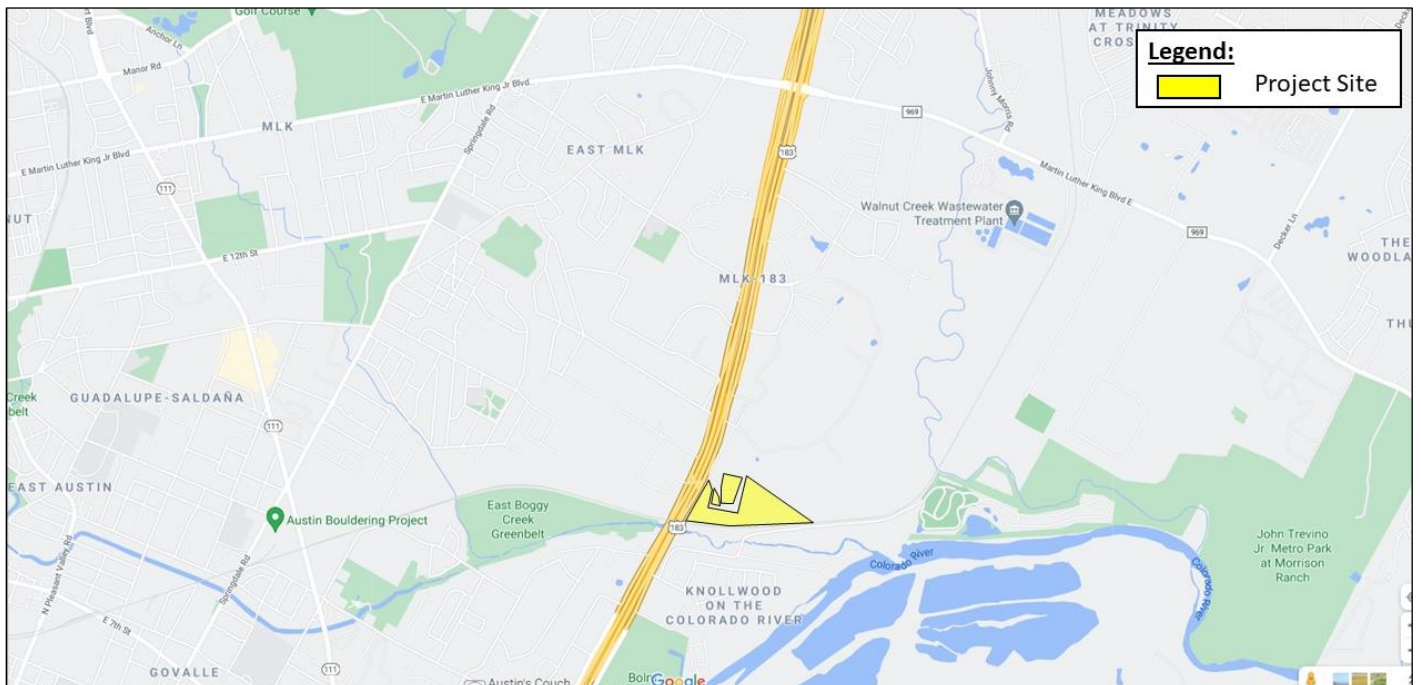 Golf Course
MEADOWS
AT TRINITY
Legend:
Project Site
Anchor Ln
Manor Rd
E Martin Luther King Jr Blvd
Springdale Rd
Johnny Morris Rd
969
MLK
EAST MLK
183
E Martin Luther King Jr Blvd
Martin Luther King Blvd E
111
Walnut Creek Wastewater
Treatment Plant
Decker Ln
969
THE
E 12th St
MLK-183
GUADALUPE-SALDAÑA
Creek
111
EAST AUSTIN
Austin Bouldering Project
East Boggy
Creek
Greenbelt
183
John Trevino
Jr. Metro Park
at Morrison
Ranch
Colorado River
Colorado River
N Pleasant Valley Rd
Springdale Rd
KNOLLWOOD
ON THE
COLORADO RIVER
E 7th St
GOVALLE
111
Austin's Couch
Google